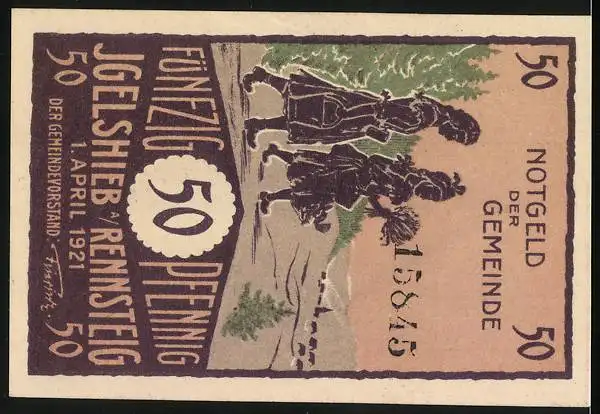 50 NOTGELD 50
DER
GEMEINDE
15845
FÜNFZIG 50 PFENNIG
JGELSHIEB A/RENNSTEIG
50 1. APRIL 1921 50
DER GEMEINDEVORSTAND: